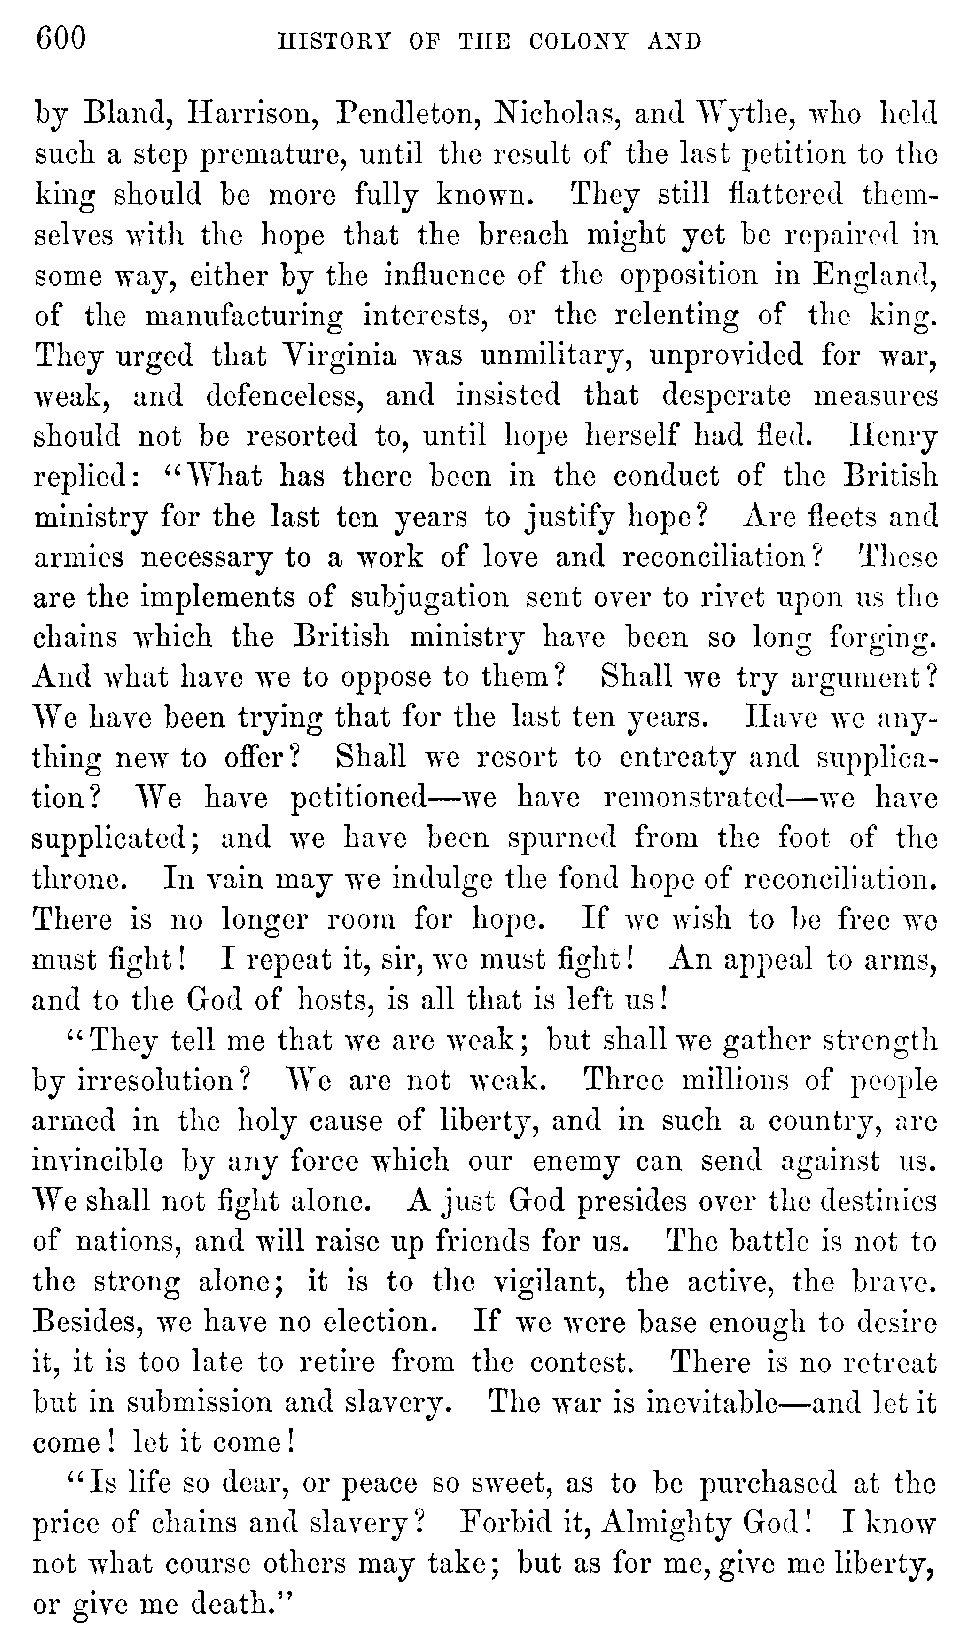 600 HISTORY OF THE COLONY AND
by Bland, Harrison, Pendleton, Nicholas, and Wythe, who held
such a step premature, until the result of the last petition to the
king should be more fully known. They still flattered them-
selves with the hope that the breach might yet be repaired in
some way, either by the influence of the opposition in England,
of the manufacturing interests, or the relenting of the king.
They urged that Virginia was unmilitary, unprovided for war,
weak, and defenceless, and insisted that desperate measures
should not be resorted to, until hope herself had fled. Henry
replied: "What has there been in the conduct of the British
ministry for the last ten years to justify hope? Are fleets and
armies necessary to a work of love and reconciliation? These
are the implements of subjugation sent over to rivet upon us the
chains which the British ministry have been so long forging.
And what have we to oppose to them? Shall we try argument?
We have been trying that for the last ten years. Have we any-
thing new to offer? Shall we resort to entreaty and supplica-
tion? We have petitioned—we have remonstrated—we have
supplicated; and we have been spurned from the foot of the
throne. In vain may we indulge the fond hope of reconciliation.
There is no longer room for hope. If we wish to be free we
must fight! I repeat it, sir, we must fight! An appeal to arms,
and to the God of hosts, is all that is left us!
"They tell me that we are weak; but shall we gather strength
by irresolution? We are not weak. Three millions of people
armed in the holy cause of liberty, and in such a country, are
invincible by any force which our enemy can send against us.
We shall not fight alone. A just God presides over the destinies
of nations, and will raise up friends for us. The battle is not to
the strong alone; it is to the vigilant, the active, the brave.
Besides, we have no election. If we were base enough to desire
it, it is too late to retire from the contest. There is no retreat
but in submission and slavery. The war is inevitable—and let it
come! let it come!
"Is life so dear, or peace so sweet, as to be purchased at the
price of chains and slavery? Forbid it, Almighty God! I know
not what course others may take; but as for me, give me liberty,
or give me death."